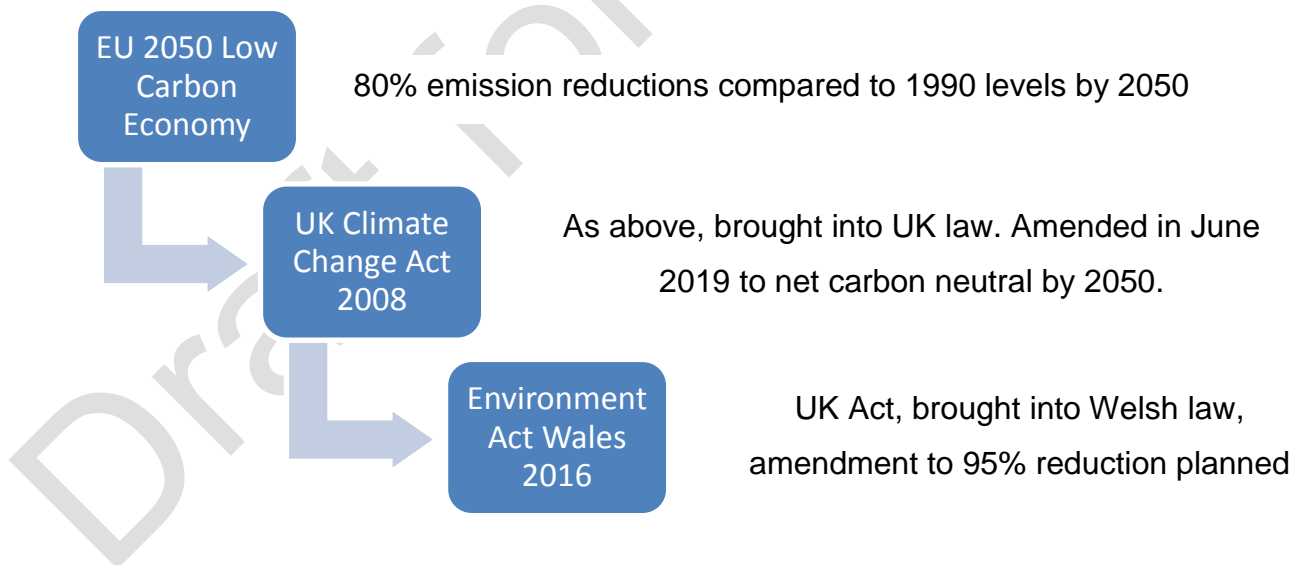 EU 2050 Low
Carbon
Economy
80% emission reductions compared to 1990 levels by 2050
UK Climate
Change Act
2008
As above, brought into UK law. Amended in June
2019 to net carbon neutral by 2050.
Environment
Act Wales
2016
UK Act, brought into Welsh law,
amendment to 95% reduction planned
Draft